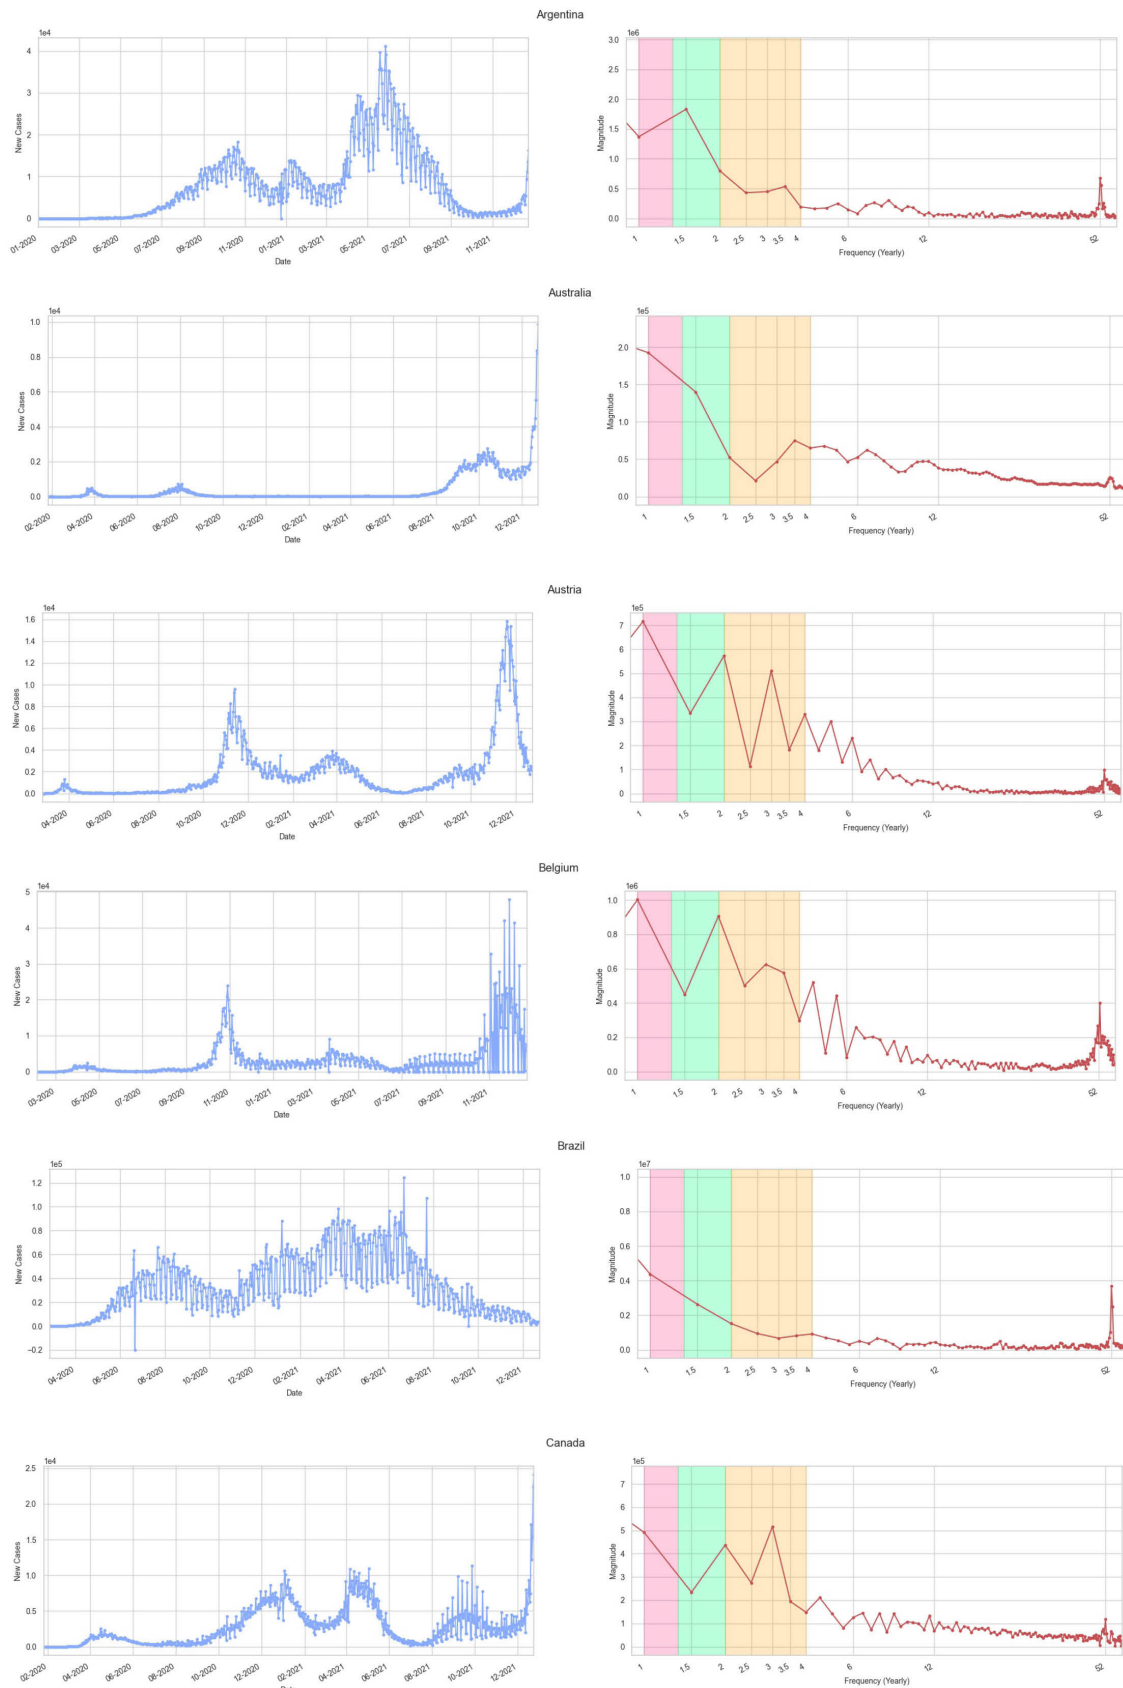 Argentina
1e4
4
3
2
1
0
New Cases
01-2020 03-2020 05-2020 07-2020 09-2020 11-2020 01-2021 03-2021 05-2021 07-2021 09-2021 11-2021
Date
1e6
3.0
2.5
2.0
1.5
1.0
0.5
0.0
Magnitude
1 1.5 2 2.5 3 3.5 4 6 12 52
Frequency (Yearly)
Australia
1e4
1.0
0.8
0.6
0.4
0.2
0.0
New Cases
02-2020 04-2020 06-2020 08-2020 10-2020 12-2020 02-2021 04-2021 06-2021 08-2021 10-2021 12-2021
Date
1e5
2.0
1.5
1.0
0.5
0.0
Magnitude
1 1.5 2 2.5 3 3.5 4 6 12 52
Frequency (Yearly)
Austria
1e4
1.6
1.4
1.2
1.0
0.8
0.6
0.4
0.2
0.0
New Cases
04-2020 06-2020 08-2020 10-2020 12-2020 02-2021 04-2021 06-2021 08-2021 10-2021 12-2021
Date
1e5
7
6
5
4
3
2
1
0
Magnitude
1 1.5 2 2.5 3 3.5 4 6 12 52
Frequency (Yearly)
Belgium
1e4
5
4
3
2
1
0
New Cases
03-2020 05-2020 07-2020 09-2020 11-2020 01-2021 03-2021 05-2021 07-2021 09-2021 11-2021
Date
1e6
1.0
0.8
0.6
0.4
0.2
0.0
Magnitude
1 1.5 2 2.5 3 3.5 4 6 12 52
Frequency (Yearly)
Brazil
1e5
1.2
1.0
0.8
0.6
0.4
0.2
0.0
−0.2
New Cases
04-2020 06-2020 08-2020 10-2020 12-2020 02-2021 04-2021 06-2021 08-2021 10-2021 12-2021
Date
1e7
1.0
0.8
0.6
0.4
0.2
0.0
Magnitude
1 1.5 2 2.5 3 3.5 4 6 12 52
Frequency (Yearly)
Canada
1e4
2.5
2.0
1.5
1.0
0.5
0.0
New Cases
02-2020 04-2020 06-2020 08-2020 10-2020 12-2020 02-2021 04-2021 06-2021 08-2021 10-2021 12-2021
Date
1e5
7
6
5
4
3
2
1
0
Magnitude
1 1.5 2 2.5 3 3.5 4 6 12 52
Frequency (Yearly)